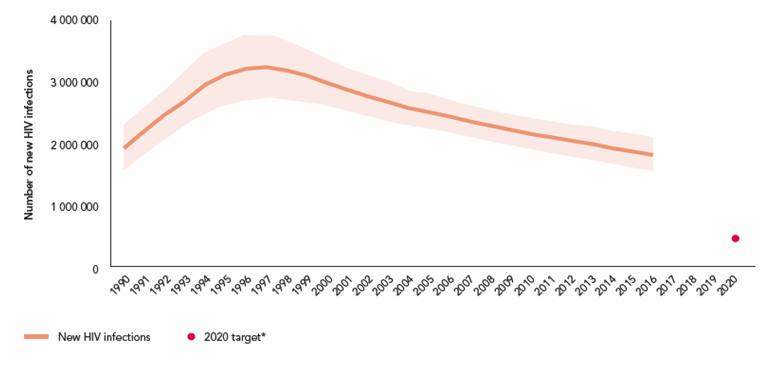 Number of new HIV infections
4 000 000
3 000 000
2 000 000
1 000 000
0
1990 1991 1992 1993 1994 1995 1996 1997 1998 1999 2000 2001 2002 2003 2004 2005 2006 2007 2008 2009 2010 2011 2012 2013 2014 2015 2016 2017 2018 2019 2020
New HIV infections 2020 target*